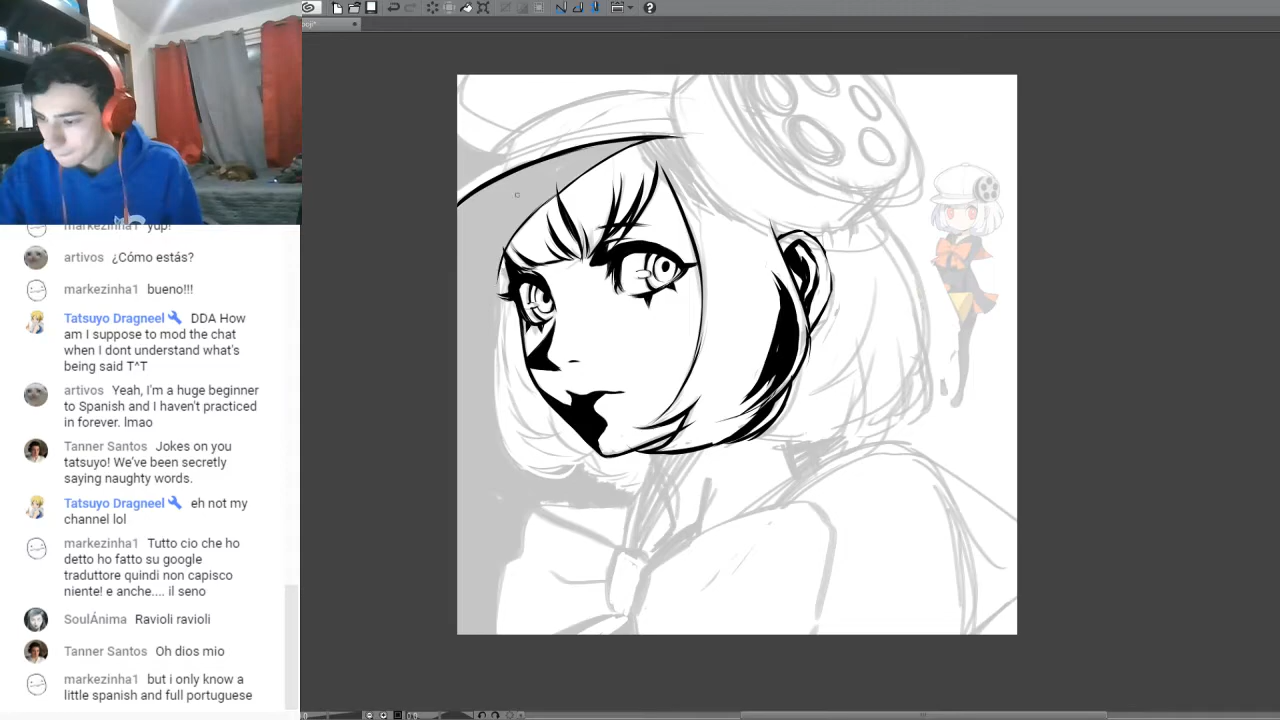 markezinha1 yup!
artivos ¿Cómo estás?
markezinha1 bueno!!!
Tatsuyo Dragneel DDA How
am I suppose to mod the chat
when I dont understand what's
being said T^T
artivos Yeah, I'm a huge beginner
to Spanish and I haven't practiced
in forever. lmao
Tanner Santos Jokes on you
tatsuyo! We've been secretly
saying naughty words.
Tatsuyo Dragneel eh not my
channel lol
markezinha1 Tutto cio che ho
detto ho fatto su google
traduttore quindi non capisco
niente! e anche.... il seno
SoulÁnima Ravioli ravioli
Tanner Santos Oh dios mio
markezinha1 but i only know a
little spanish and full portuguese